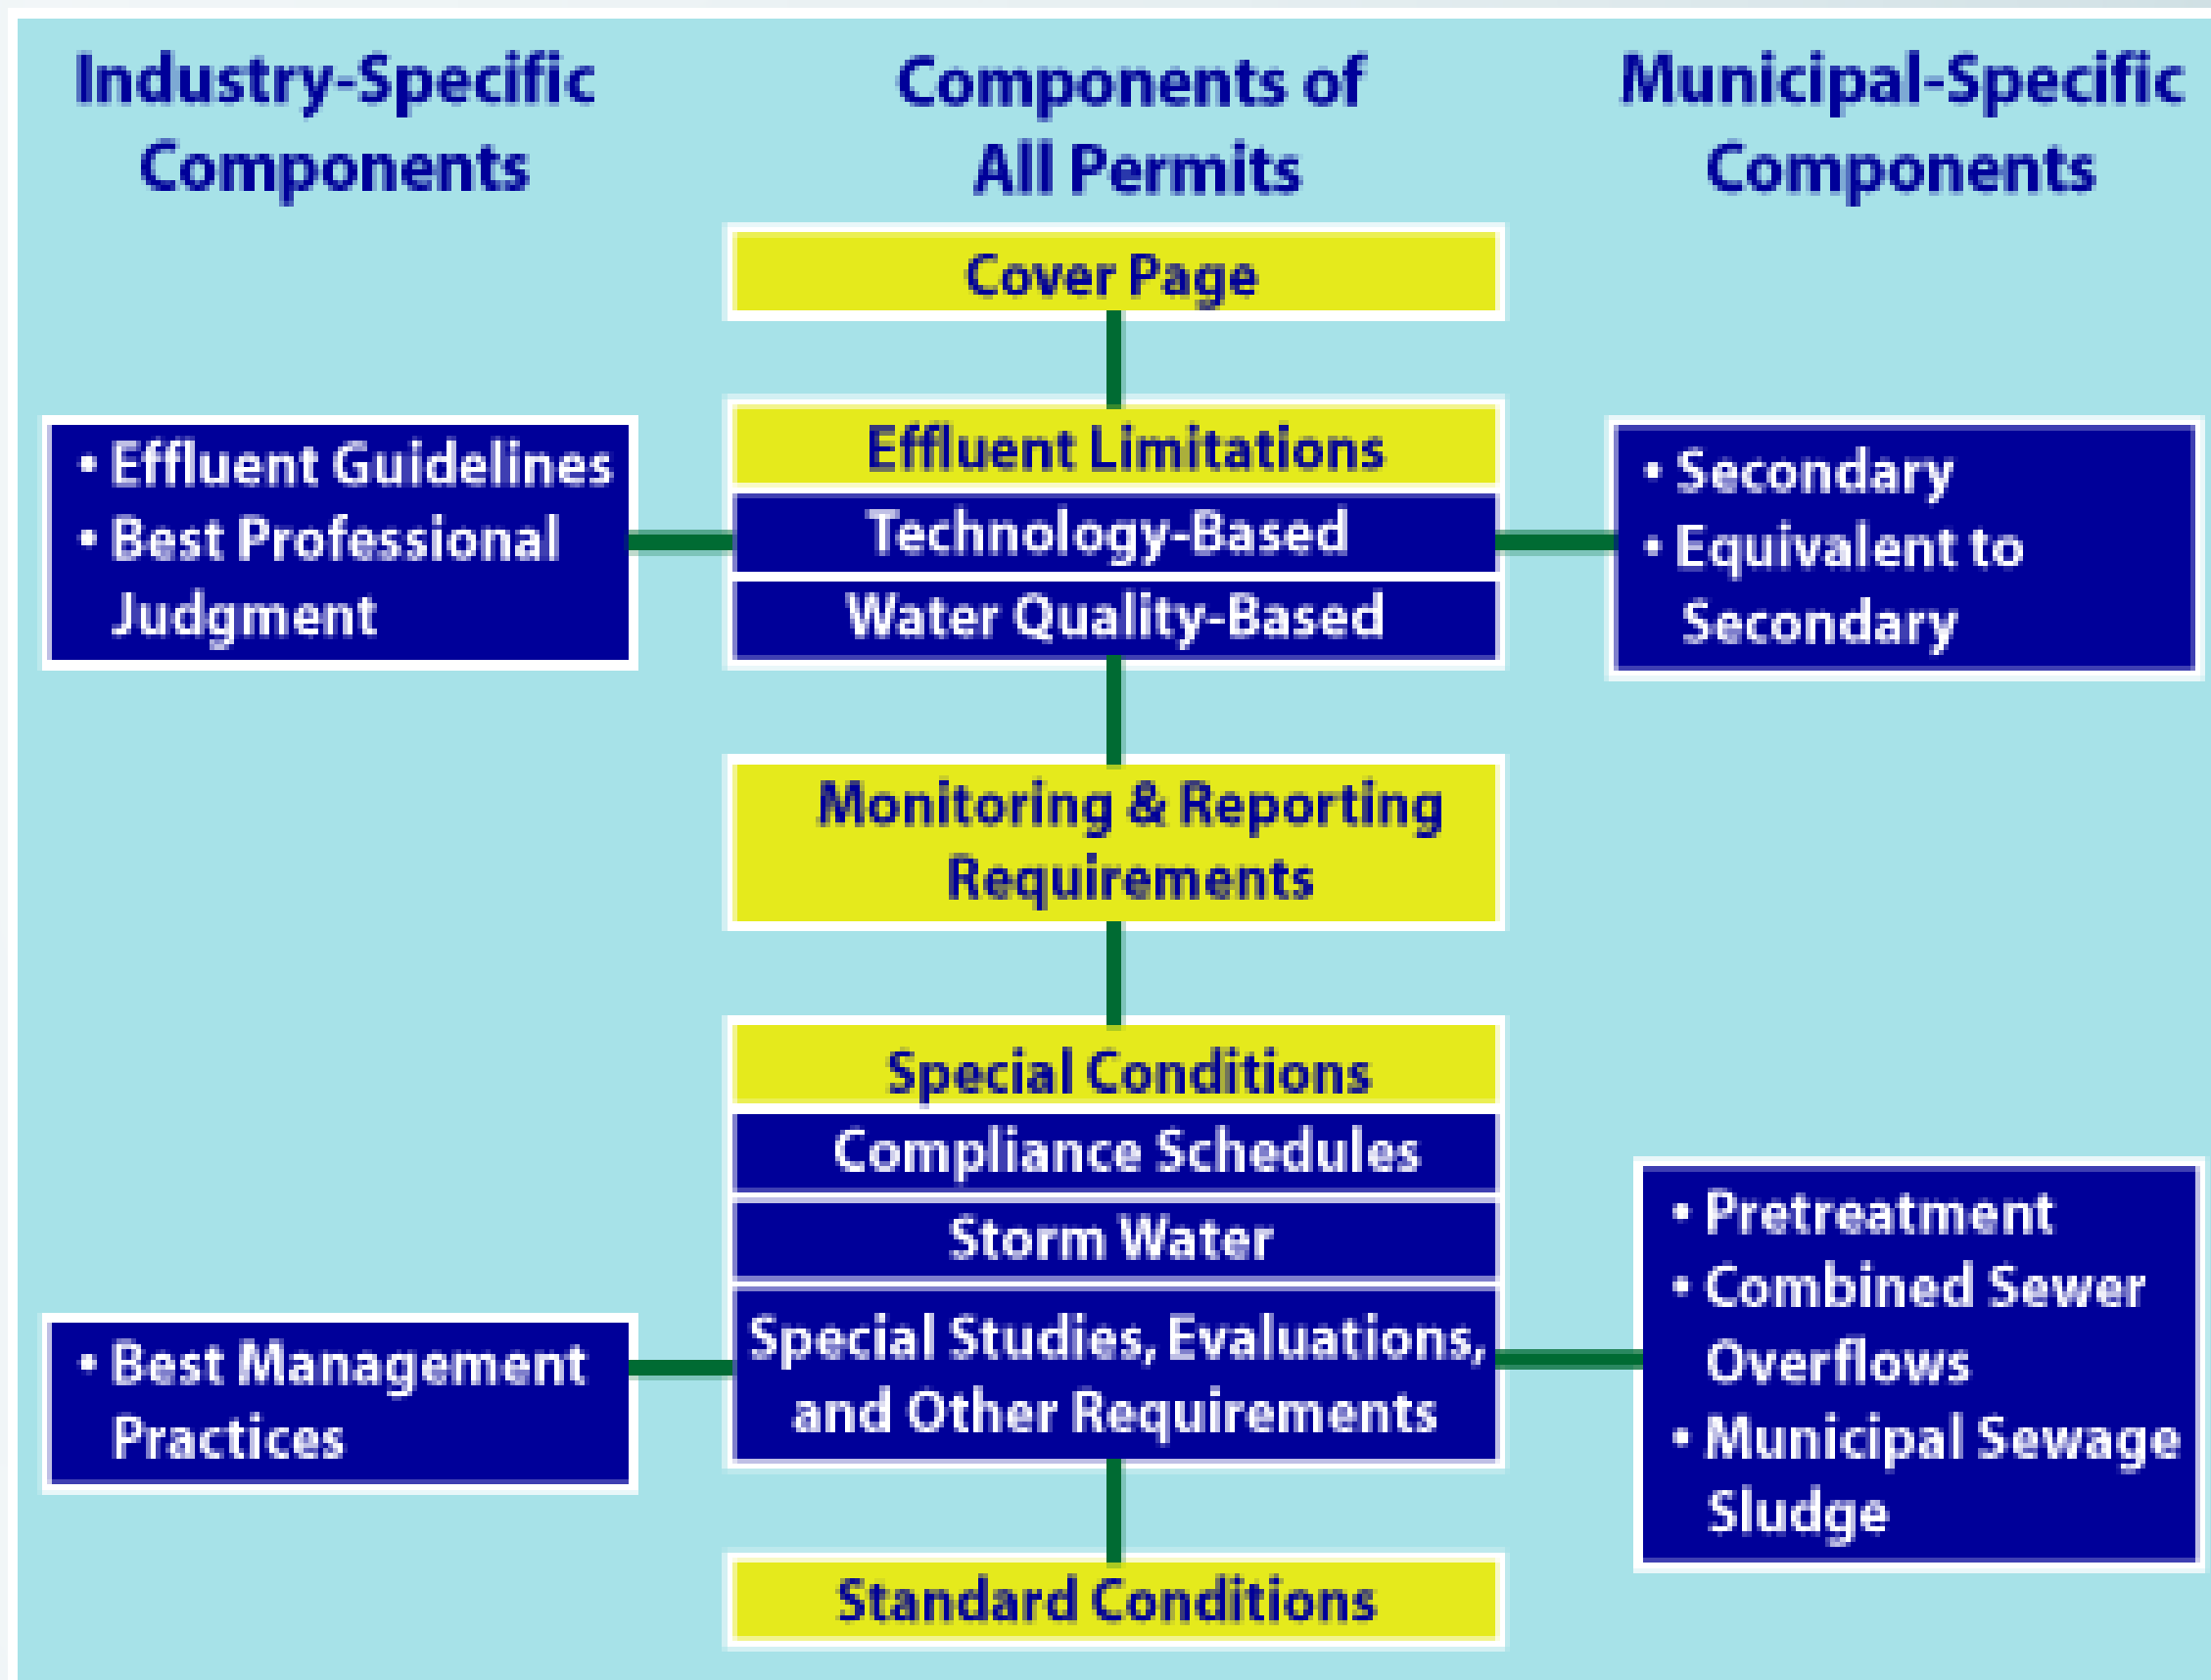 Industry-Specific
Components
Components of
All Permits
Municipal-Specific
Components
Cover Page
• Effluent Guidelines
• Best Professional
Judgment
Effluent Limitations
Technology-Based
Water Quality-Based
• Secondary
• Equivalent to
Secondary
Monitoring & Reporting
Requirements
Special Conditions
Compliance Schedules
Storm Water
Special Studies, Evaluations,
and Other Requirements
• Best Management
Practices
• Pretreatment
• Combined Sewer
Overflows
• Municipal Sewage
Sludge
Standard Conditions